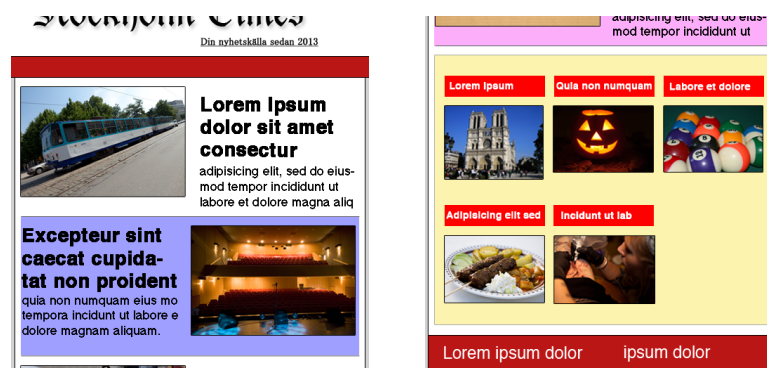 Stockholm Times
Din nyhetskälla sedan 2013
Lorem Ipsum
dolor sit amet
consectur
adipisicing elit, sed do eius-
mod tempor incididunt ut
labore et dolore magna aliq
Excepteur sint
caecat cupida-
tat non proident
quia non numquam eius mo
tempora incidunt ut labore e
dolore magnam aliquam.
adipisicing elit, sed do eius-
mod tempor incididunt ut
Lorem Ipsum
Quia non numquam
Labore et dolore
Adipisicing elit sed
Incidunt ut lab
Lorem ipsum dolor
ipsum dolor